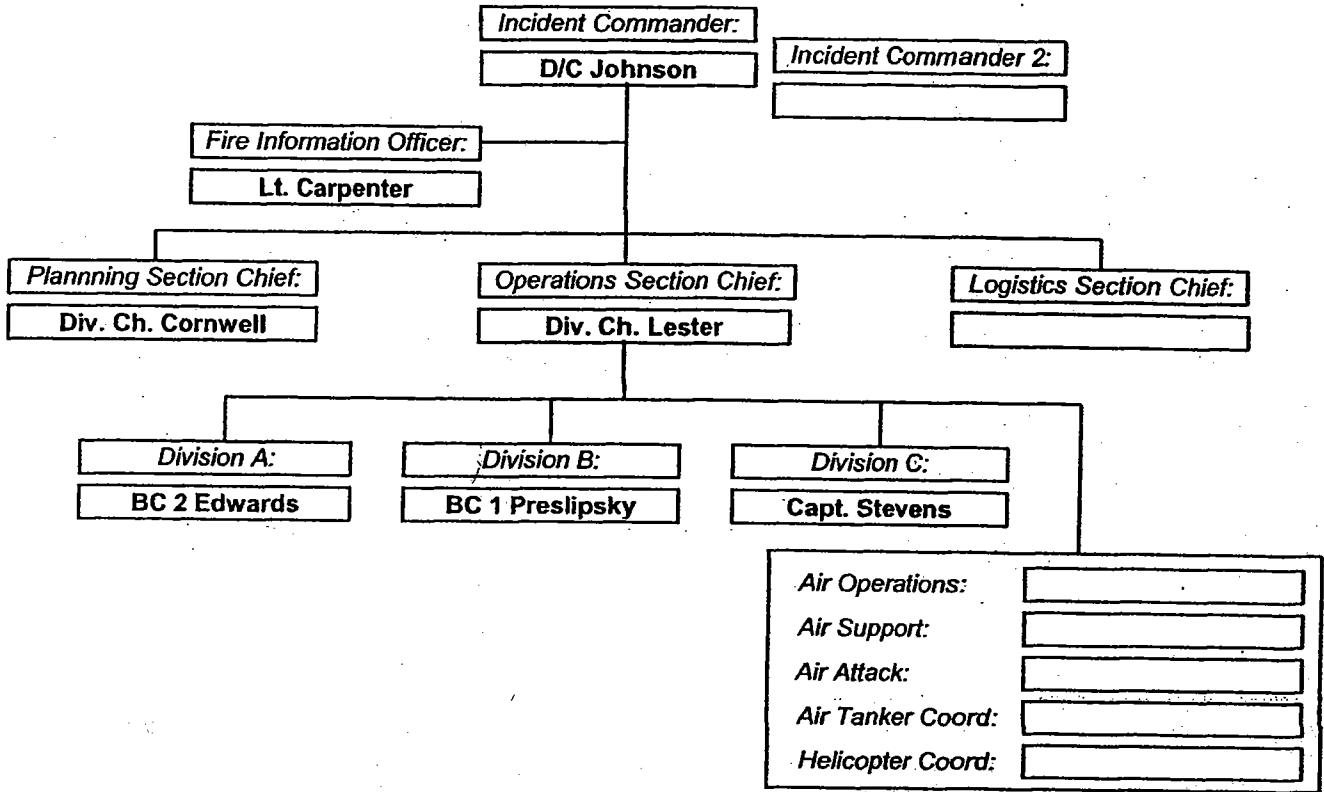 Incident Commander:
D/C Johnson
Incident Commander 2:
Fire Information Officer:
Lt. Carpenter
Plannning Section Chief:
Div. Ch. Cornwell
Operations Section Chief:
Div. Ch. Lester
Logistics Section Chief:
Division A:
BC 2 Edwards
Division B:
BC 1 Preslipsky
Division C:
Capt. Stevens
Air Operations:
Air Support:
Air Attack:
Air Tanker Coord:
Helicopter Coord: